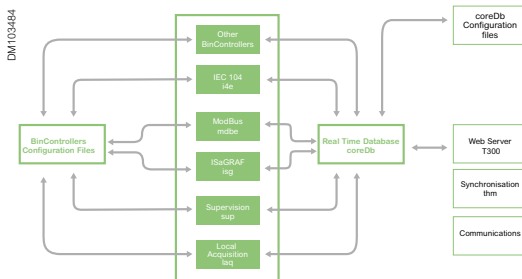 DM103484
Other
BinControllers
IEC 104
i4e
ModBus
mdbe
ISaGRAF
isg
Supervision
sup
Local
Acquisition
laq
BinControllers
Configuration Files
Real Time Database
coreDb
coreDb
Configuration
files
Web Server
T300
Synchronisation
thm
Communications